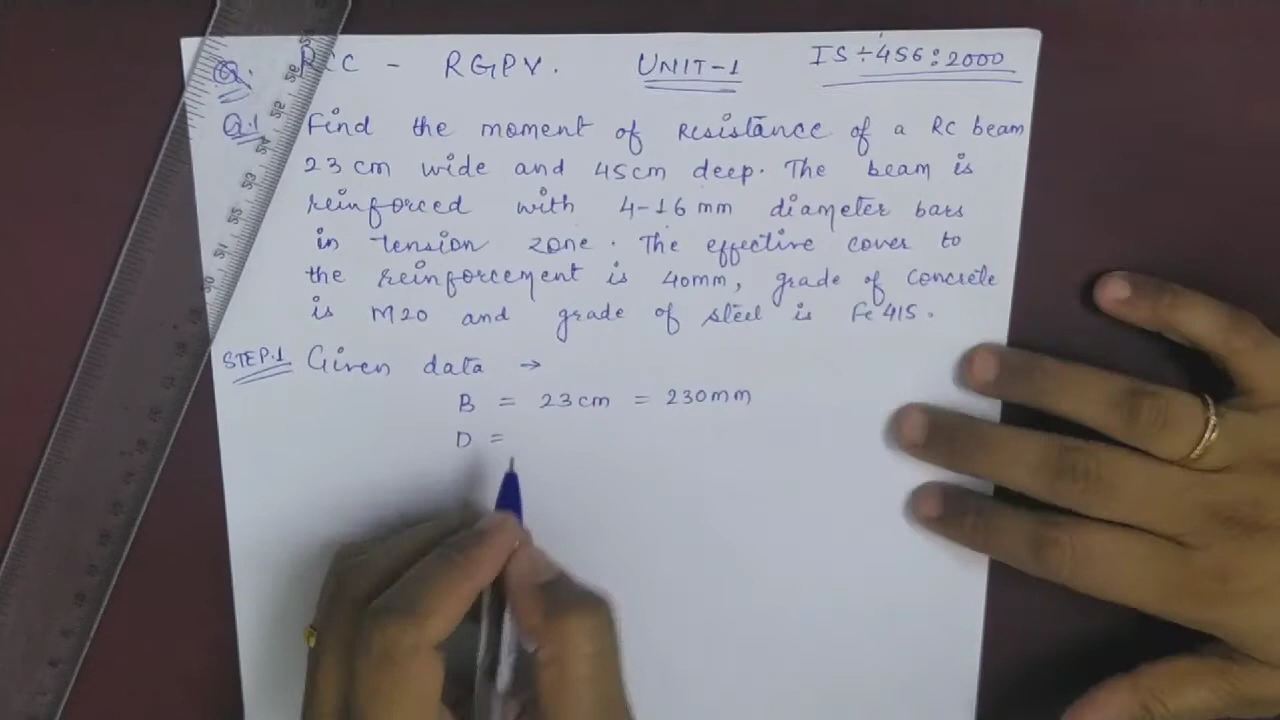 Q. RCC - RGPV. UNIT-1 IS÷456:2000
Q.1 Find the moment of Resistance of a RC beam
23 cm wide and 45cm deep. The beam is
reinforced with 4-16 mm diameter bars
in tension zone. The effective cover to
the reinforcement is 40mm, grade of concrete
is M20 and grade of steel is Fe 415.
STEP.1 Given data →
B = 23cm = 230mm
D =